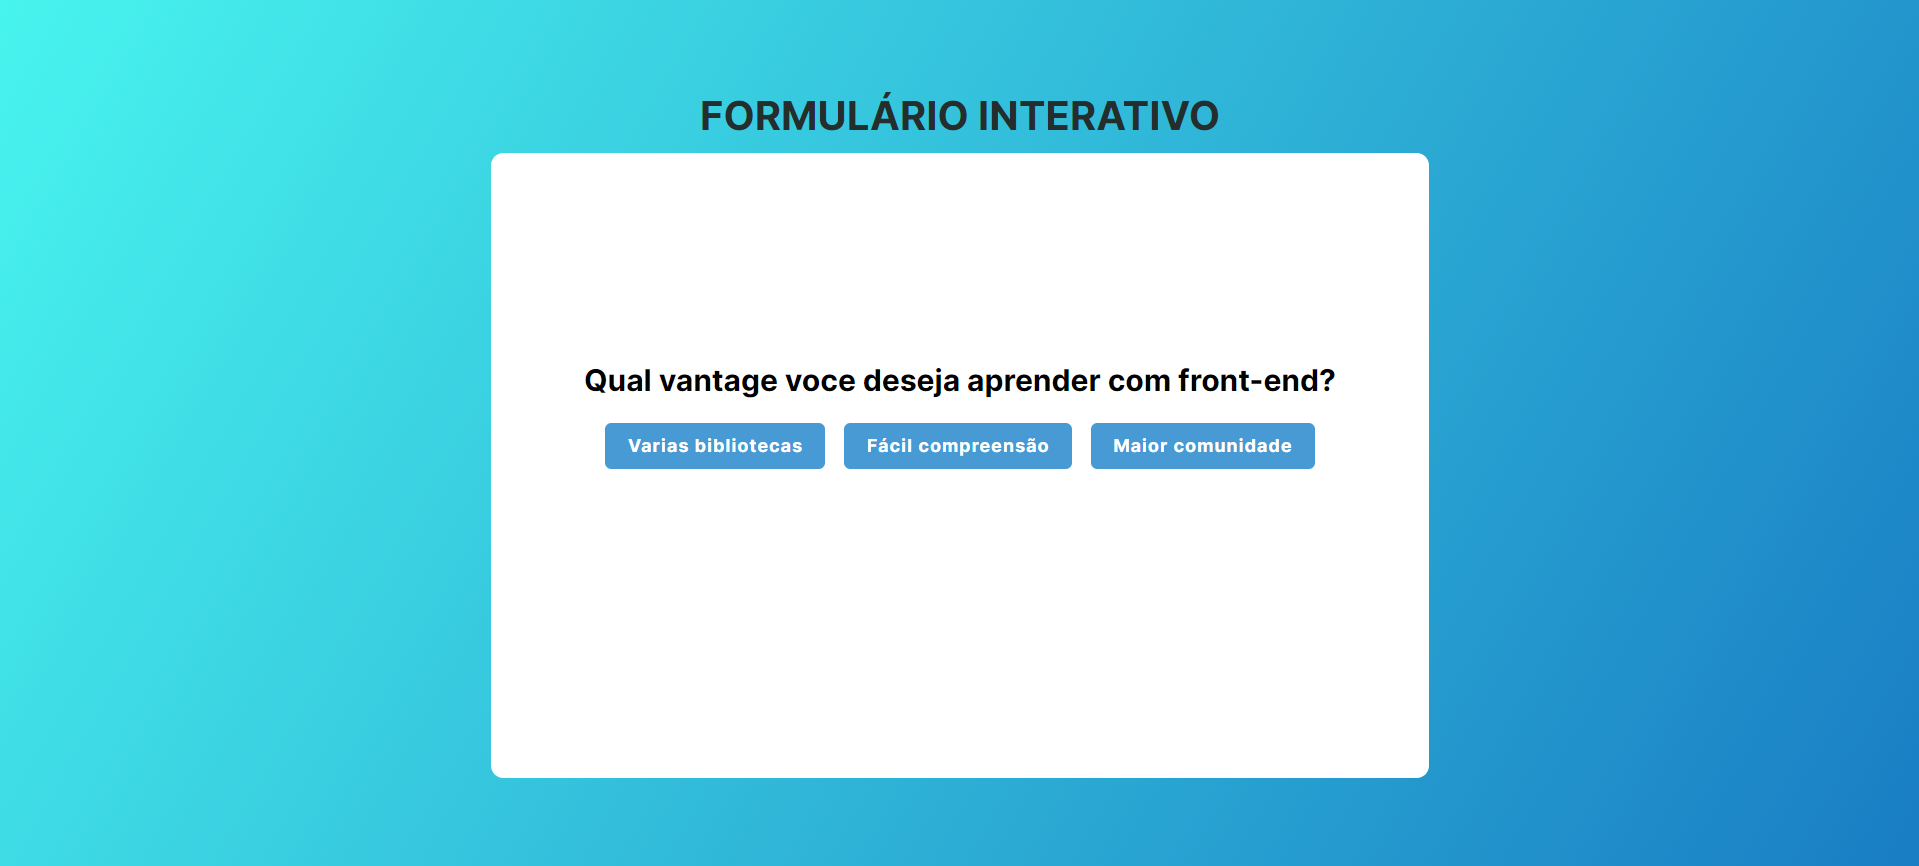 FORMULÁRIO INTERATIVO
Qual vantage voce deseja aprender com front-end?
Varias bibliotecas
Fácil compreensão
Maior comunidade